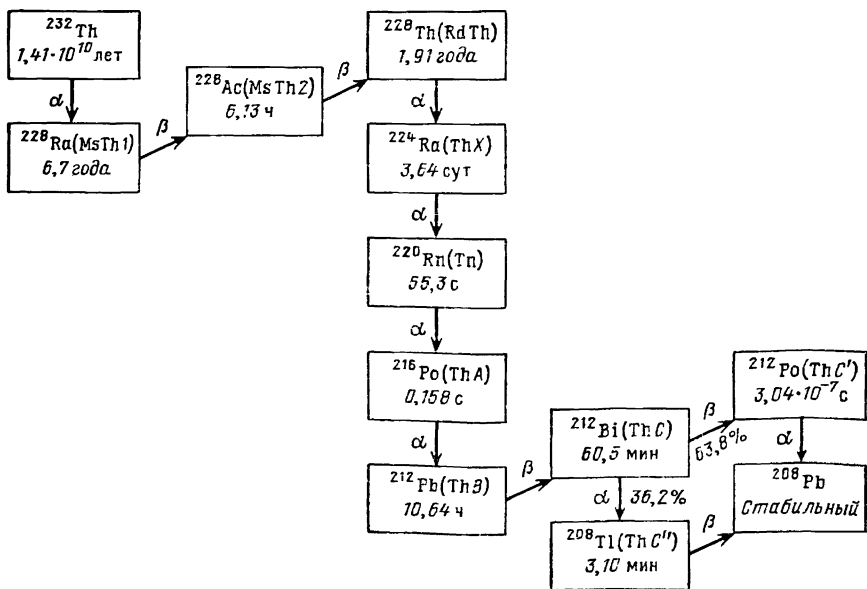 ²³²Th
1,41·10¹⁰ лет
α
²²⁸Ra(MsTh1)
6,7 года
β
²²⁸Ac(MsTh2)
6,13 ч
β
²²⁸Th(RdTh)
1,91 года
α
²²⁴Ra(ThX)
3,64 сут
α
²²⁰Rn(Tn)
55,3 с
α
²¹⁶Po(ThA)
0,158 с
α
²¹²Pb(ThB)
10,64 ч
β
²¹²Bi(ThC)
60,5 мин
β
63,8%
²¹²Po(ThC′)
3,04·10⁻⁷ с
α
α 36,2%
²⁰⁸Tl(ThC″)
3,10 мин
β
²⁰⁸Pb
Стабильный